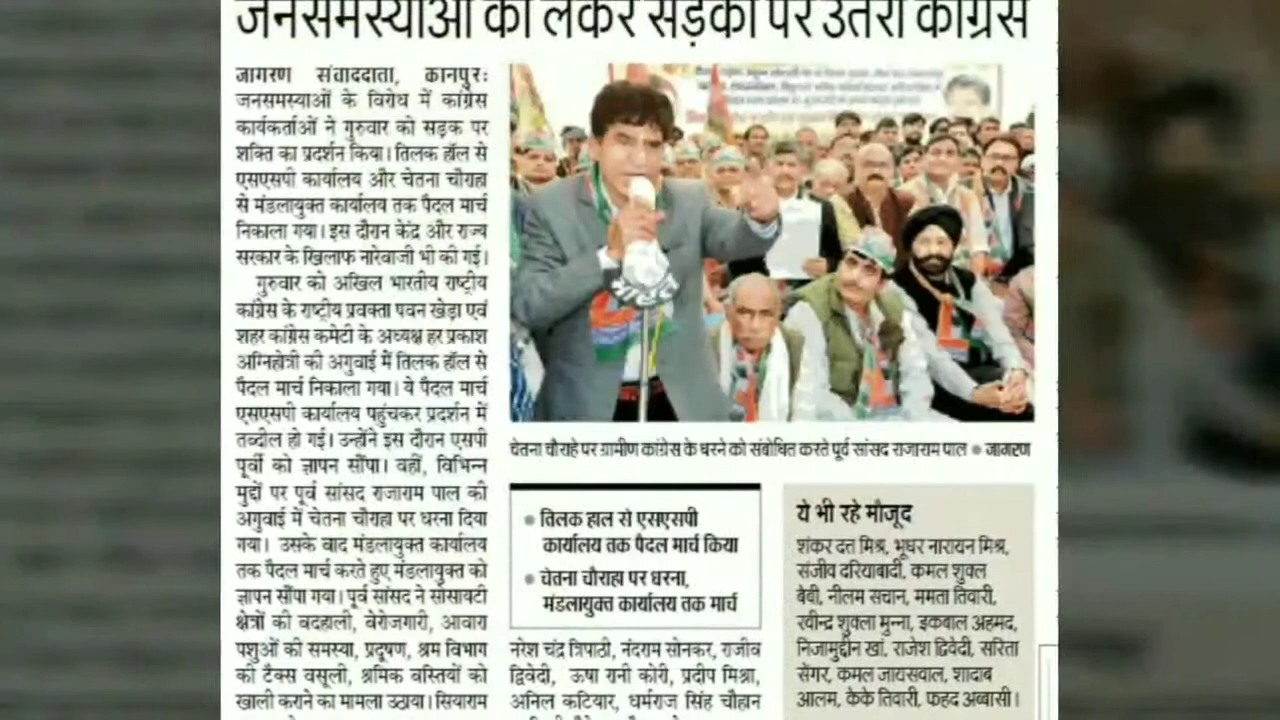 जनसमस्याओं को लेकर सड़कों पर उतरी कांग्रेस
जागरण संवाददाता, कानपुर:
जनसमस्याओं के विरोध में कांग्रेस
कार्यकर्ताओं ने गुरुवार को सड़क पर
शक्ति का प्रदर्शन किया। तिलक हॉल से
एसएसपी कार्यालय और चेतना चौराहा
से मंडलायुक्त कार्यालय तक पैदल मार्च
निकाला गया। इस दौरान केंद्र और राज्य
सरकार के खिलाफ नारेबाजी भी की गई।
गुरुवार को अखिल भारतीय राष्ट्रीय
कांग्रेस के राष्ट्रीय प्रवक्ता पवन खेड़ा एवं
शहर कांग्रेस कमेटी के अध्यक्ष हर प्रकाश
अग्निहोत्री की अगुवाई में तिलक हॉल से
पैदल मार्च निकाला गया। ये पैदल मार्च
एसएसपी कार्यालय पहुंचकर प्रदर्शन में
तब्दील हो गई। उन्होंने इस दौरान एसपी
पूर्वी को ज्ञापन सौंपा। वहीं, विभिन्न
मुद्दों पर पूर्व सांसद राजाराम पाल की
अगुवाई में चेतना चौराहा पर धरना दिया
गया। उसके बाद मंडलायुक्त कार्यालय
तक पैदल मार्च करते हुए मंडलायुक्त को
ज्ञापन सौंपा गया। पूर्व सांसद ने सोसायटी
क्षेत्रों की बदहाली, बेरोजगारी, आवारा
पशुओं की समस्या, प्रदूषण, श्रम विभाग
की टैक्स वसूली, श्रमिक बस्तियों को
खाली कराने का मामला उठाया। सियाराम
चेतना चौराहे पर ग्रामीण कांग्रेस के धरने को संबोधित करते पूर्व सांसद राजाराम पाल ● जागरण
● तिलक हाल से एसएसपी
कार्यालय तक पैदल मार्च किया
● चेतना चौराहा पर धरना,
मंडलायुक्त कार्यालय तक मार्च
नरेश चंद्र त्रिपाठी, नंदराम सोनकर, राजीव
द्विवेदी, ऊषा रानी कोरी, प्रदीप मिश्रा,
अनिल कटियार, धर्मराज सिंह चौहान
ये भी रहे मौजूद
शंकर दत्त मिश्र, भूधर नारायन मिश्र,
संजीव दरियाबादी, कमल शुक्ल
बेबी, नीलम सचान, ममता तिवारी,
रवीन्द्र शुक्ला मुन्ना, इकबाल अहमद,
निजामुद्दीन खां, राजेश द्विवेदी, सरिता
सेंगर, कमल जायसवाल, शादाब
आलम, केके तिवारी, फहद अब्बासी।